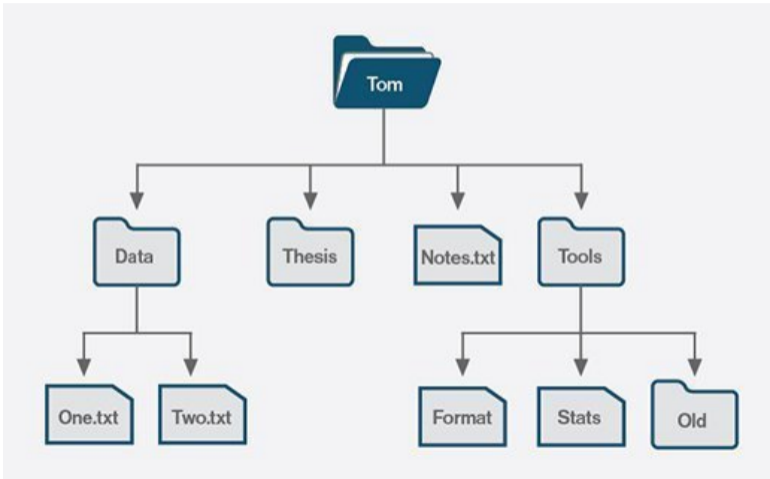 Tom
Data
Thesis
Notes.txt
Tools
One.txt
Two.txt
Format
Stats
Old